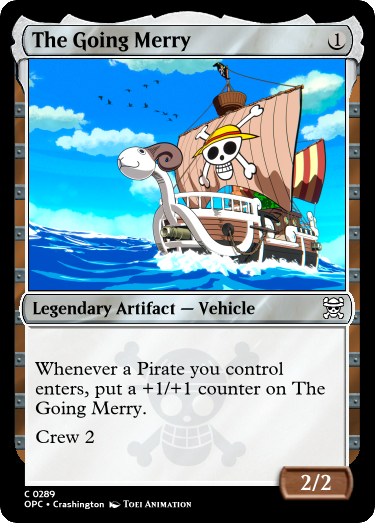 The Going Merry 1
Legendary Artifact — Vehicle
Whenever a Pirate you control
enters, put a +1/+1 counter on The
Going Merry.
Crew 2
2/2
C 0289
OPC • Crashington TOEI ANIMATION